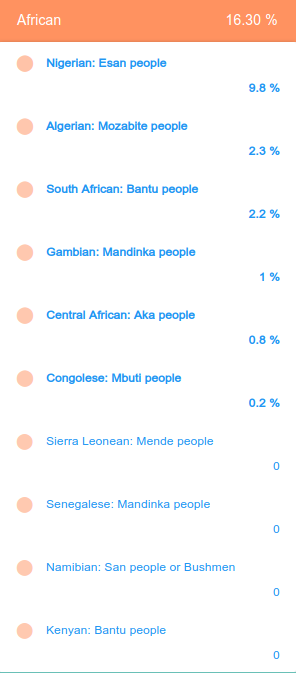 African 16.30 %
Nigerian: Esan people
9.8 %
Algerian: Mozabite people
2.3 %
South African: Bantu people
2.2 %
Gambian: Mandinka people
1 %
Central African: Aka people
0.8 %
Congolese: Mbuti people
0.2 %
Sierra Leonean: Mende people
0
Senegalese: Mandinka people
0
Namibian: San people or Bushmen
0
Kenyan: Bantu people
0